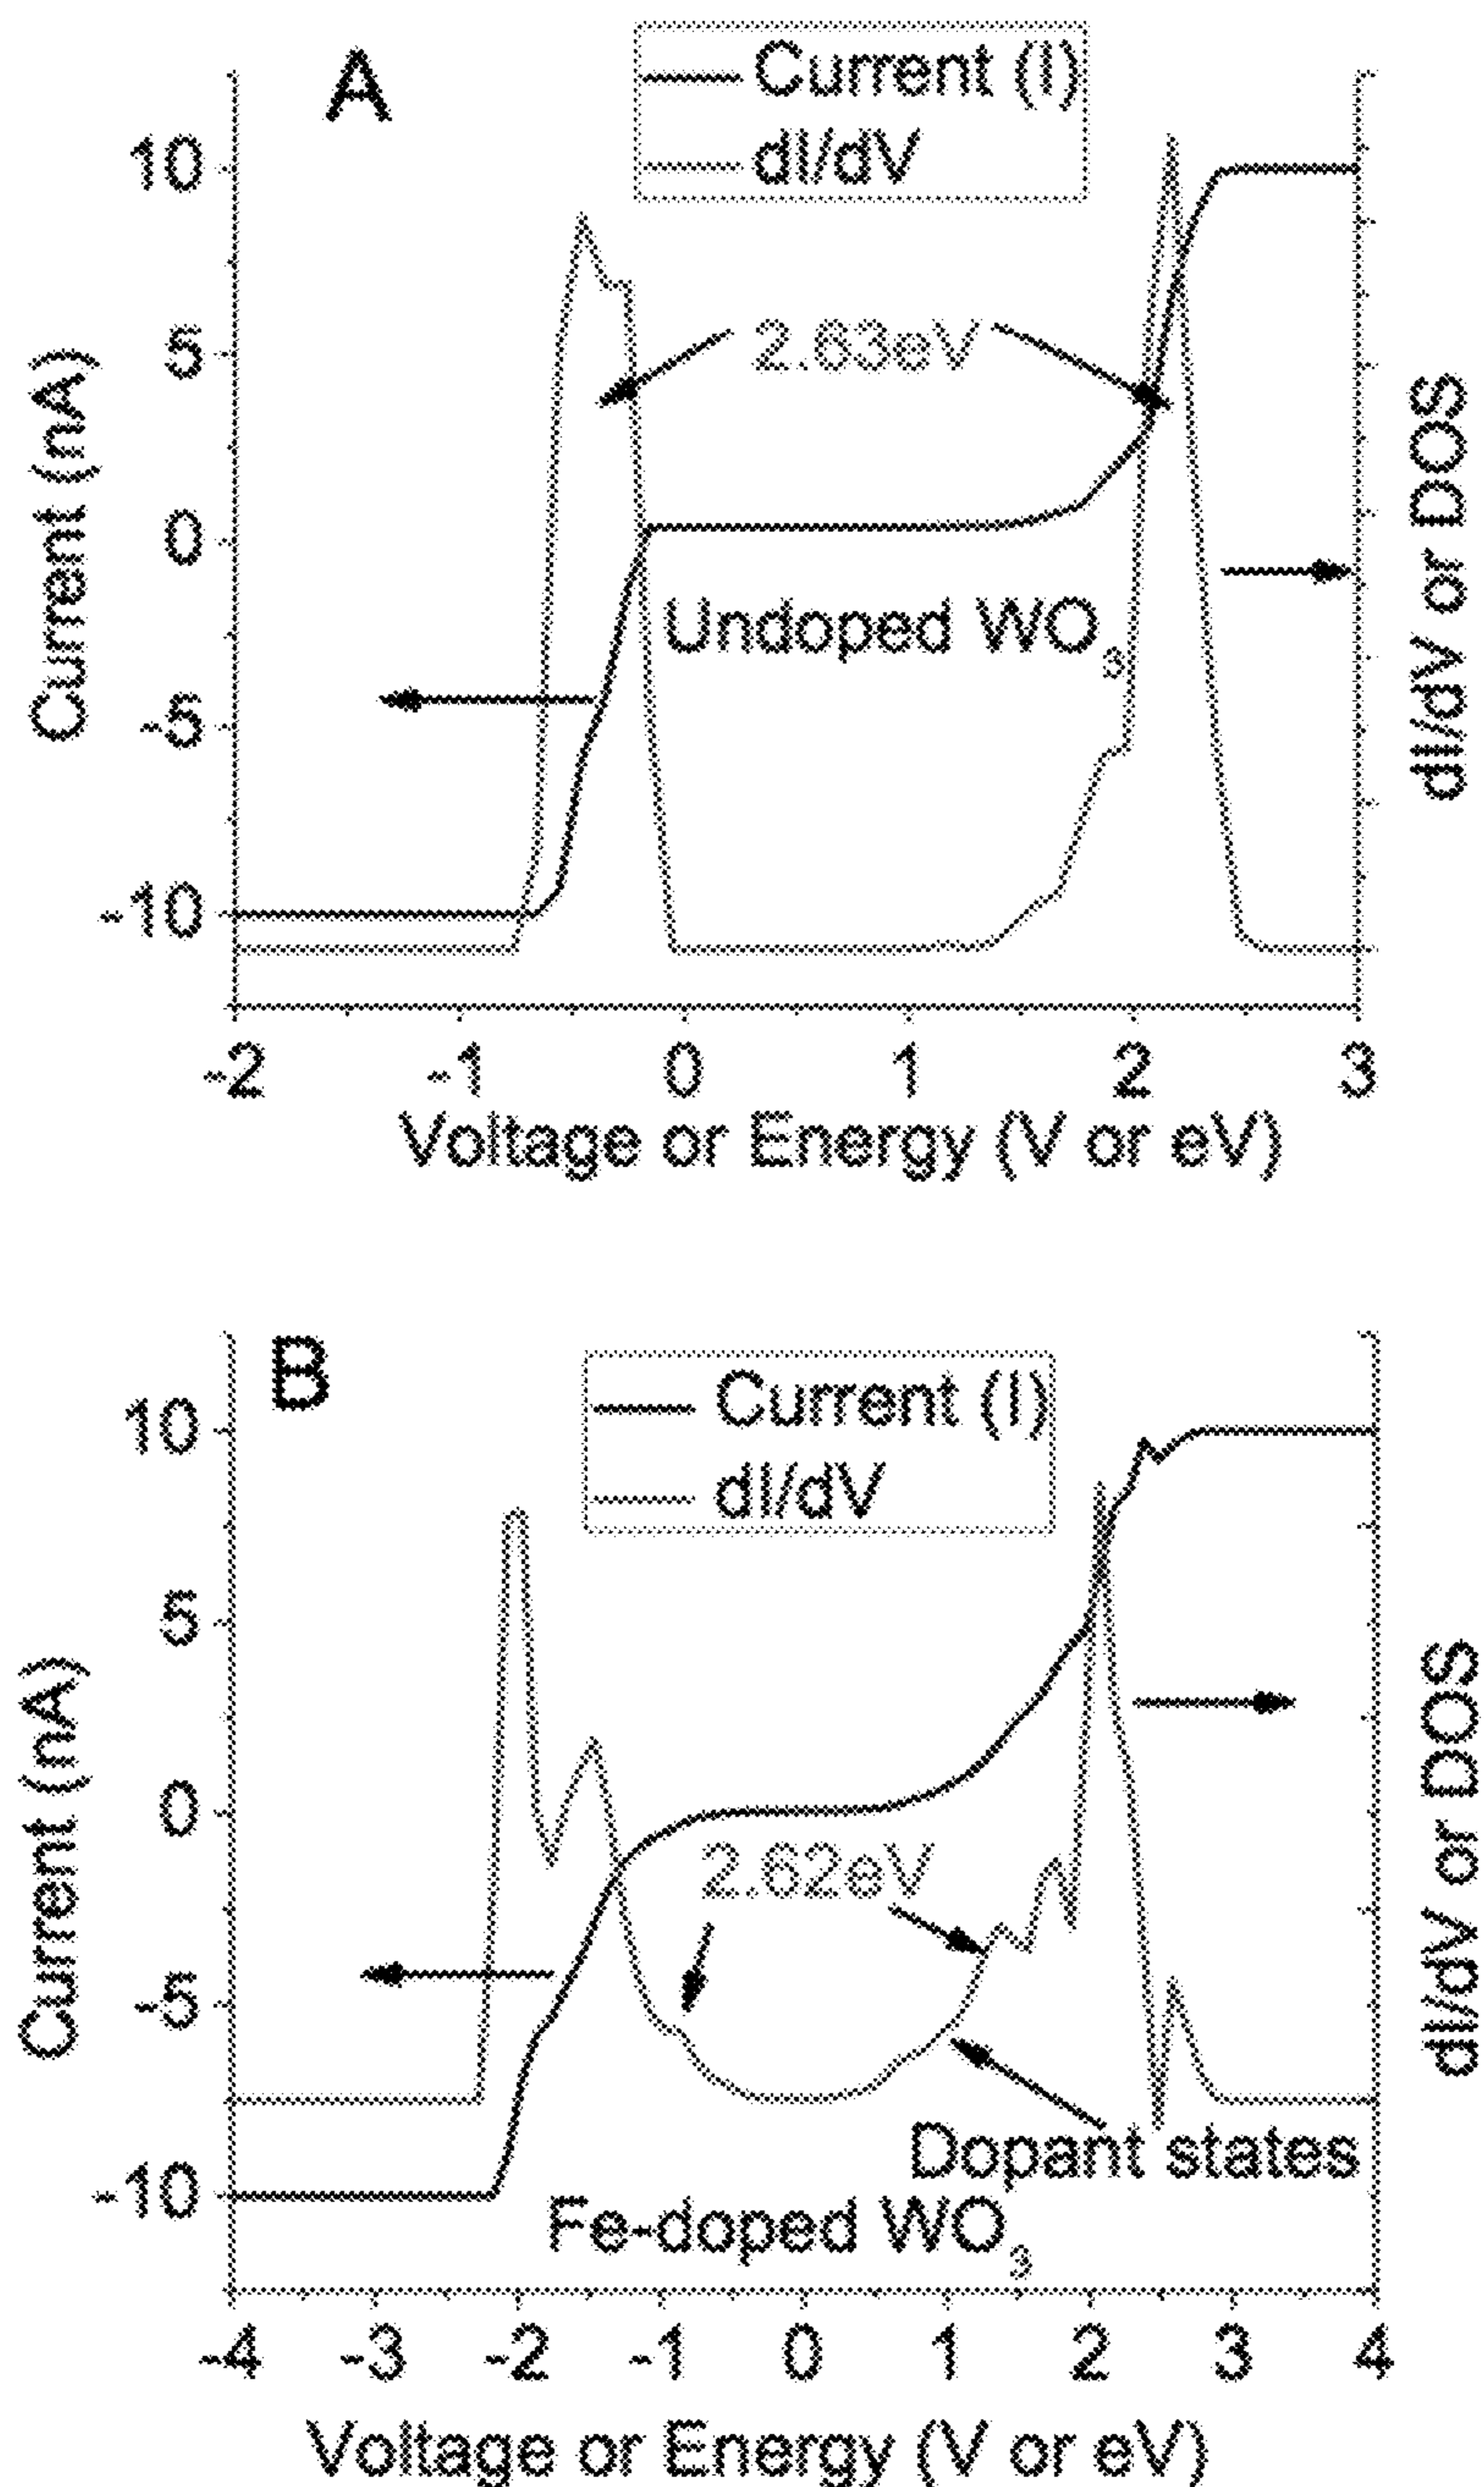 A
Current (I)
dI/dV
10
5
0
-5
-10
Current (nA)
2.63eV
Undoped WO3
dI/dV or DOS
-2 -1 0 1 2 3
Voltage or Energy (V or eV)
B
Current (I)
dI/dV
10
5
0
-5
-10
Current (nA)
2.62eV
Dopant states
Fe-doped WO3
dI/dV or DOS
-4 -3 -2 -1 0 1 2 3 4
Voltage or Energy (V or eV)